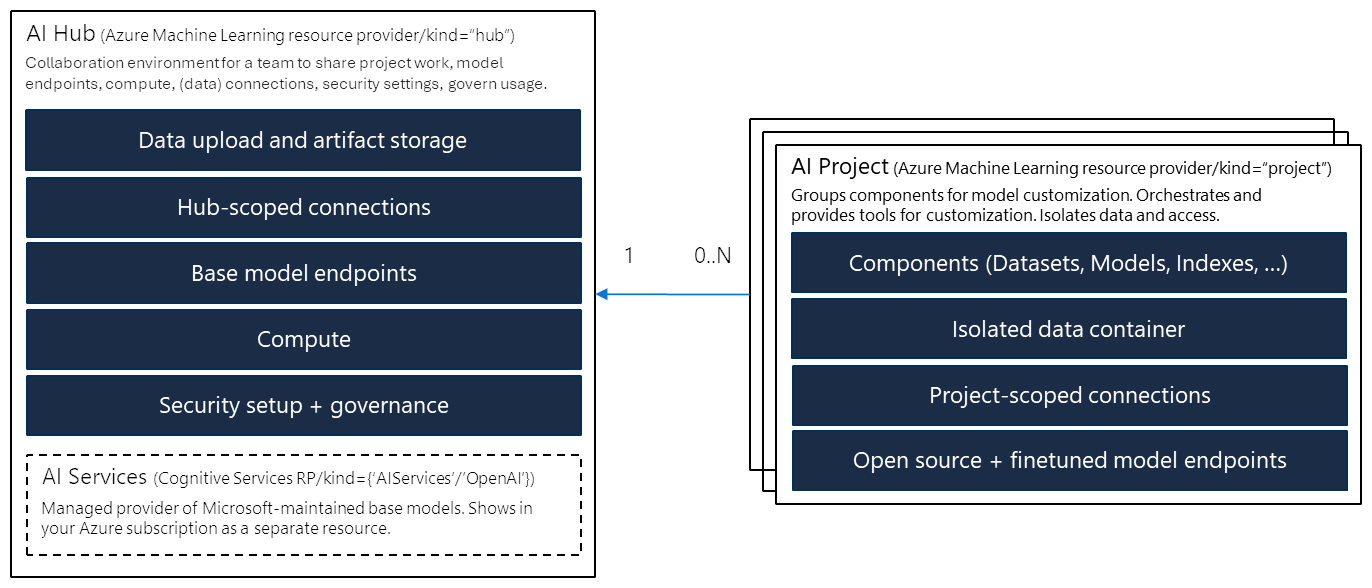 AI Hub (Azure Machine Learning resource provider/kind=“hub”)
Collaboration environment for a team to share project work, model
endpoints, compute, (data) connections, security settings, govern usage.
Data upload and artifact storage
Hub-scoped connections
Base model endpoints
Compute
Security setup + governance
AI Services (Cognitive Services RP/kind={‘AIServices’/’OpenAI’})
Managed provider of Microsoft-maintained base models. Shows in
your Azure subscription as a separate resource.
1 0..N
AI Project (Azure Machine Learning resource provider/kind=“project”)
Groups components for model customization. Orchestrates and
provides tools for customization. Isolates data and access.
Components (Datasets, Models, Indexes, ...)
Isolated data container
Project-scoped connections
Open source + finetuned model endpoints